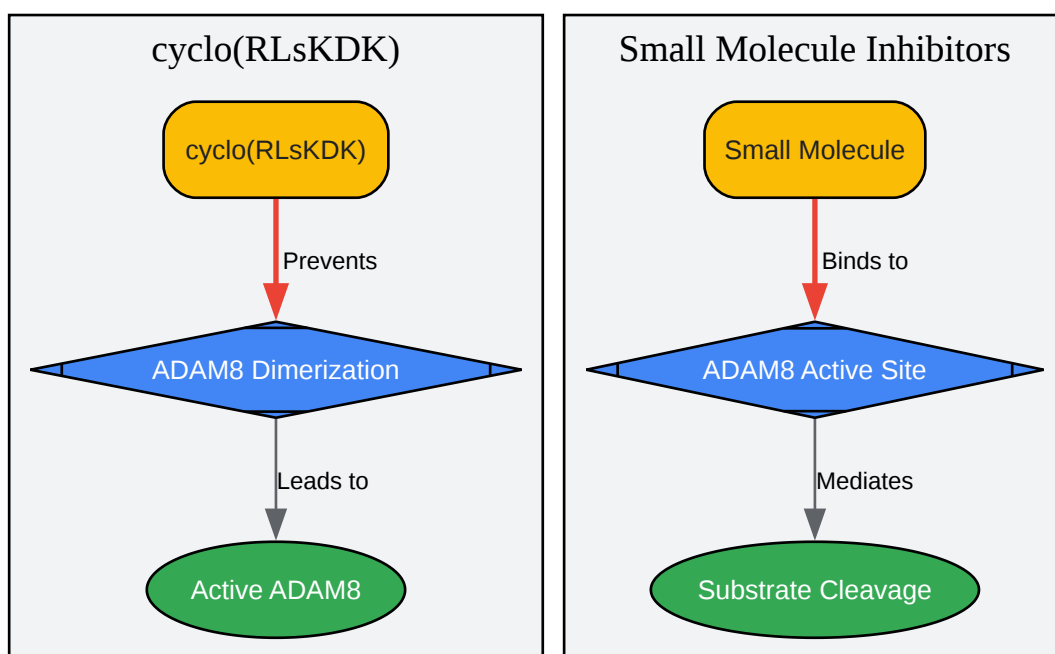 cyclo(RLsKDK)
cyclo(RLsKDK)
Prevents
ADAM8 Dimerization
Leads to
Active ADAM8
Small Molecule Inhibitors
Small Molecule
Binds to
ADAM8 Active Site
Mediates
Substrate Cleavage